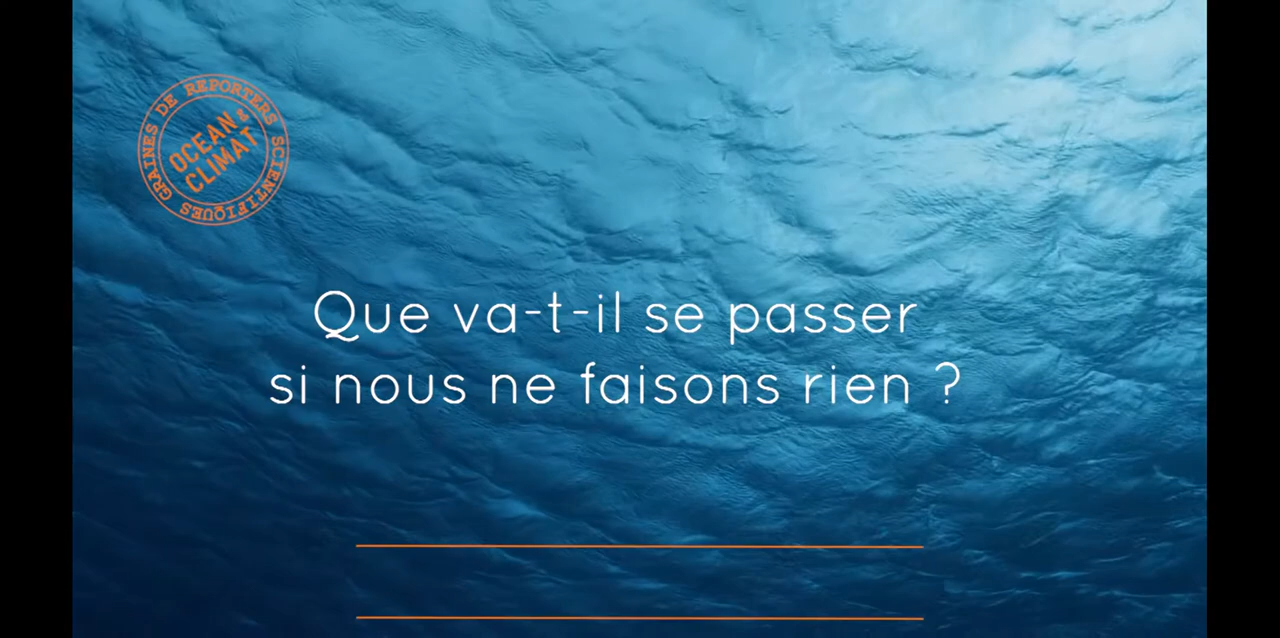 GRAINES DE REPORTERS SCIENTIFIQUES
OCEAN &
CLIMAT
Que va-t-il se passer
si nous ne faisons rien ?